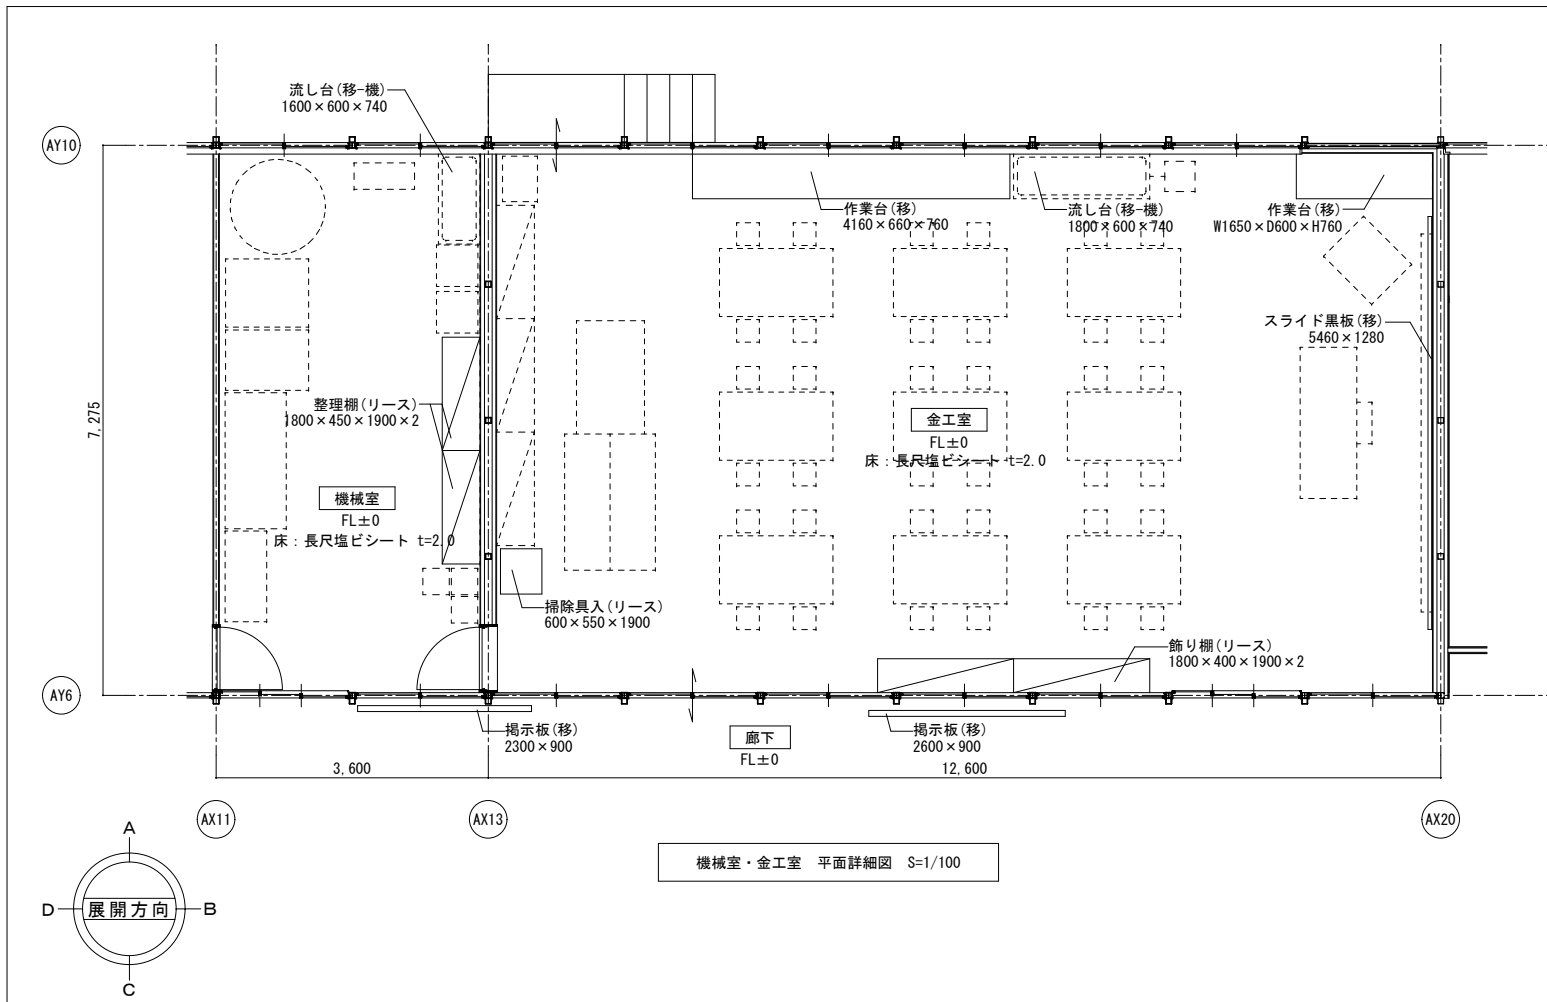 流し台(移-機)
1600×600×740
AY10
作業台(移)
4160×660×760
流し台(移-機)
1800×600×740
作業台(移)
W1650×D600×H760
スライド黒板(移)
5460×1280
整理棚(リース)
1800×450×1900×2
7,275
金工室
FL±0
床：長尺塩ビシート t=2.0
機械室
FL±0
床：長尺塩ビシート t=2.0
掃除具入(リース)
600×550×1900
飾り棚(リース)
1800×400×1900×2
AY6
掲示板(移)
2300×900
廊下
FL±0
掲示板(移)
2600×900
3,600
12,600
AX11
AX13
AX20
機械室・金工室　平面詳細図　S=1/100
A
D
展開方向
B
C